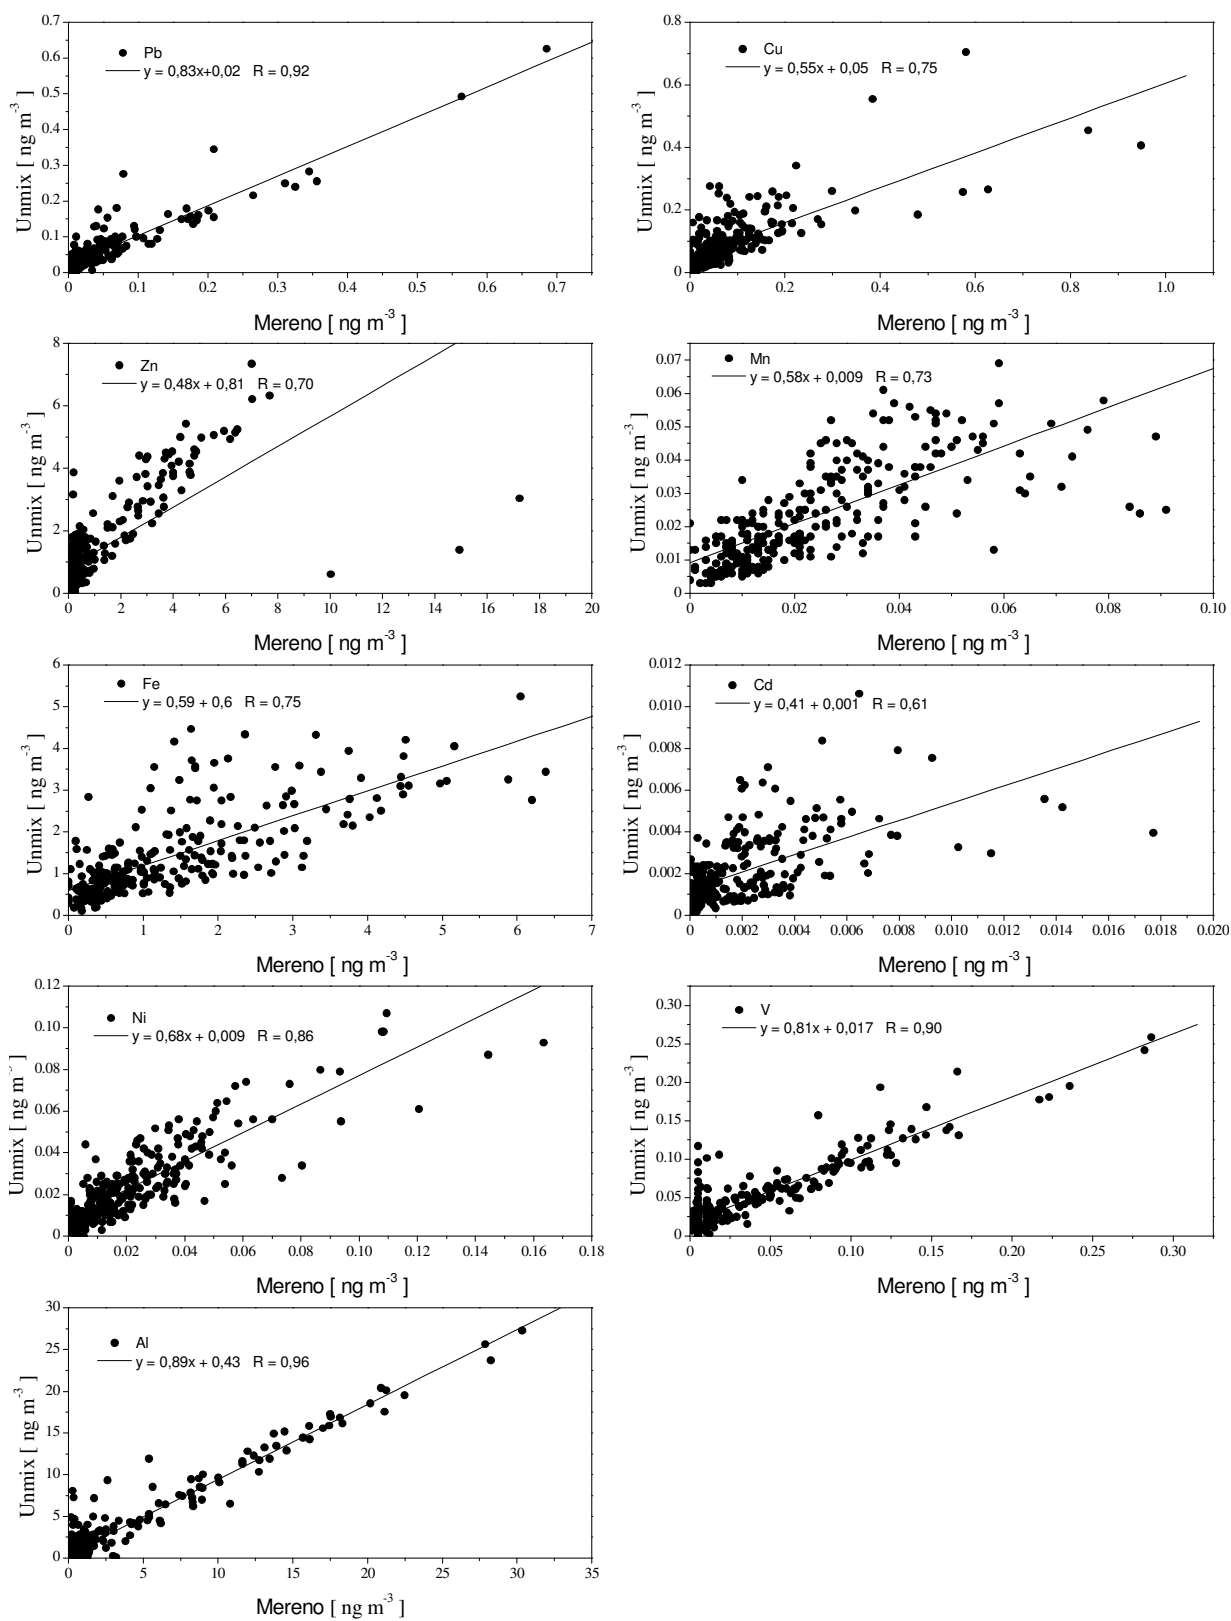 Pb
y = 0,83x+0,02 R = 0,92
0.7
0.6
0.5
0.4
0.3
0.2
0.1
0
Unmix [ ng m-3 ]
0 0.1 0.2 0.3 0.4 0.5 0.6 0.7
Mereno [ ng m-3 ]
Cu
y = 0,55x + 0,05 R = 0,75
0.8
0.6
0.4
0.2
0.0
Unmix [ ng m-3 ]
0 0.2 0.4 0.6 0.8 1.0
Mereno [ ng m-3 ]
Zn
y = 0,48x + 0,81 R = 0,70
8
6
4
2
0
Unmix [ ng m-3 ]
0 2 4 6 8 10 12 14 16 18 20
Mereno [ ng m-3 ]
Mn
y = 0,58x + 0,009 R = 0,73
0.07
0.06
0.05
0.04
0.03
0.02
0.01
0
Unmix [ ng m-3 ]
0 0.02 0.04 0.06 0.08 0.10
Mereno [ ng m-3 ]
Fe
y = 0,59 + 0,6 R = 0,75
6
5
4
3
2
1
0
Unmix [ ng m-3 ]
0 1 2 3 4 5 6 7
Mereno [ ng m-3 ]
Cd
y = 0,41 + 0,001 R = 0,61
0.012
0.010
0.008
0.006
0.004
0.002
0
Unmix [ ng m-3 ]
0 0.002 0.004 0.006 0.008 0.010 0.012 0.014 0.016 0.018 0.020
Mereno [ ng m-3 ]
Ni
y = 0,68x + 0,009 R = 0,86
0.12
0.10
0.08
0.06
0.04
0.02
0
Unmix [ ng m-3 ]
0 0.02 0.04 0.06 0.08 0.10 0.12 0.14 0.16 0.18
Mereno [ ng m-3 ]
V
y = 0,81x + 0,017 R = 0,90
0.25
0.20
0.15
0.10
0.05
0
Unmix [ ng m-3 ]
0 0.05 0.10 0.15 0.20 0.25 0.30
Mereno [ ng m-3 ]
Al
y = 0,89x + 0,43 R = 0,96
30
25
20
15
10
5
0
Unmix [ ng m-3 ]
0 5 10 15 20 25 30 35
Mereno [ ng m-3 ]